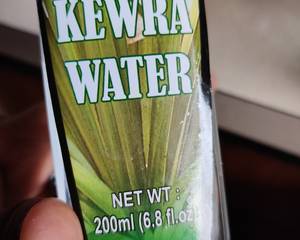 KEWRA
WATER
NET WT :
200ml (6.8 fl.oz)